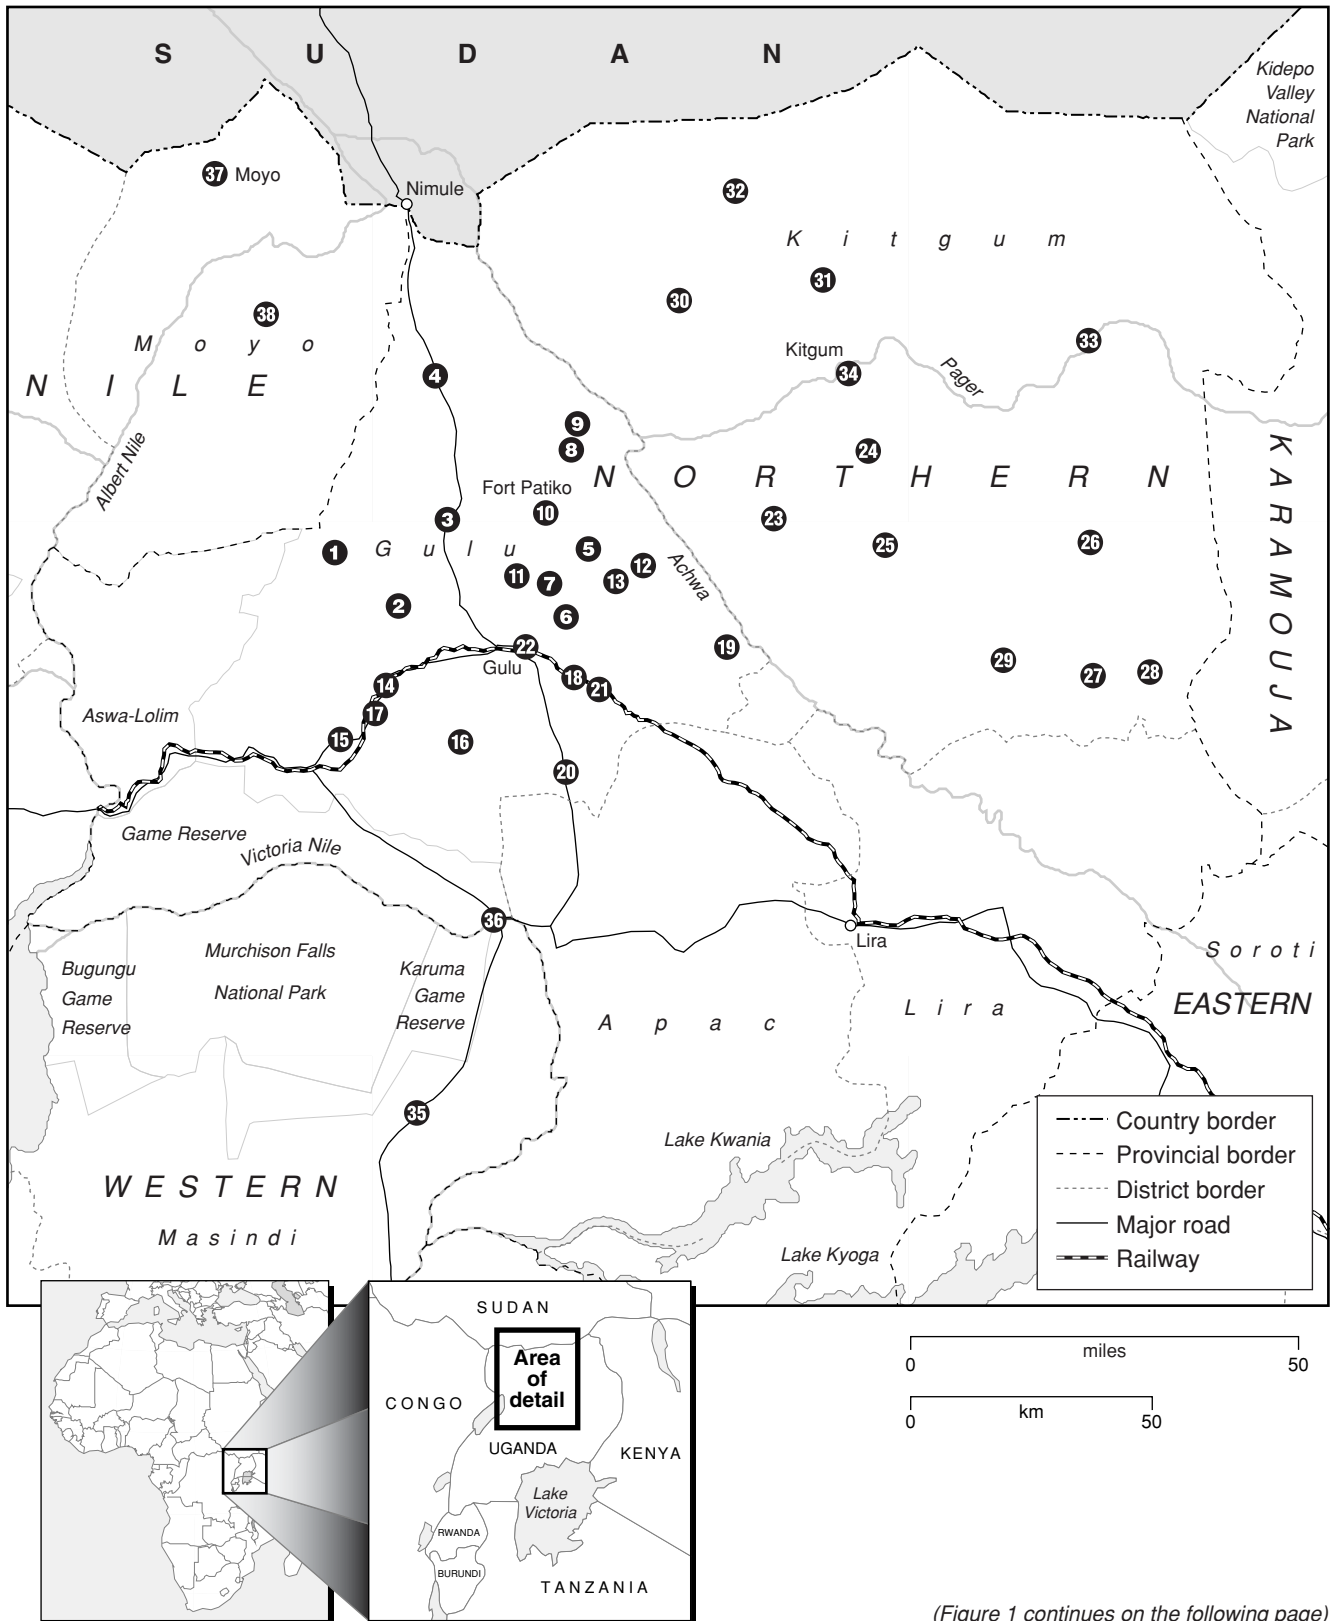 S U D A N
Kidepo
Valley
National
Park
37 Moyo
Nimule
32
K i t g u m
31
30
38
M o y o
33
Kitgum
34
Pager
N I L E
4
9
8
24
Albert Nile
N O R T H E R N
KARAMOUJA
Fort Patiko
10
3
23
1
G u l u
5
25
26
12
11
7
13
Achwa
2
6
22
19
Gulu
29
27
28
18
14
21
17
Aswa-Lolim
15
16
20
Game Reserve
Victoria Nile
36
Lira
Murchison Falls
National Park
Bugungu
Game
Reserve
Karuma
Game
Reserve
S o r o t i
EASTERN
A p a c
L i r a
35
Lake Kwania
Country border
Provincial border
District border
Major road
Railway
WESTERN
Masindi
Lake Kyoga
SUDAN
Area
of
detail
CONGO
UGANDA
KENYA
Lake
Victoria
RWANDA
BURUNDI
TANZANIA
0 miles 50
0 km 50
(Figure 1 continues on the following page)